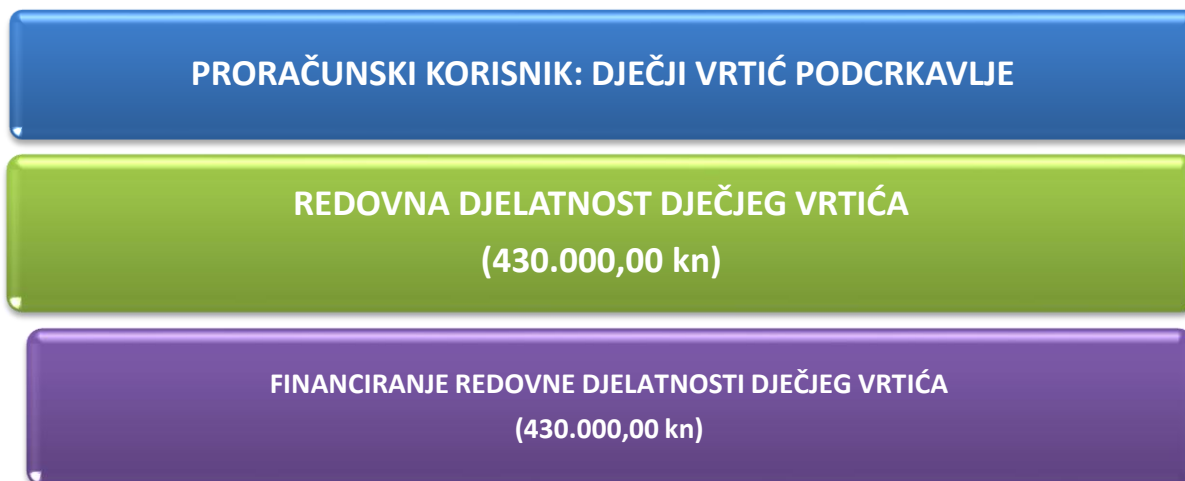 PRORAČUNSKI KORISNIK: DJEČJI VRTIĆ PODCRKAVLJE
REDOVNA DJELATNOST DJEČJEG VRTIĆA
(430.000,00 kn)
FINANCIRANJE REDOVNE DJELATNOSTI DJEČJEG VRTIĆA
(430.000,00 kn)